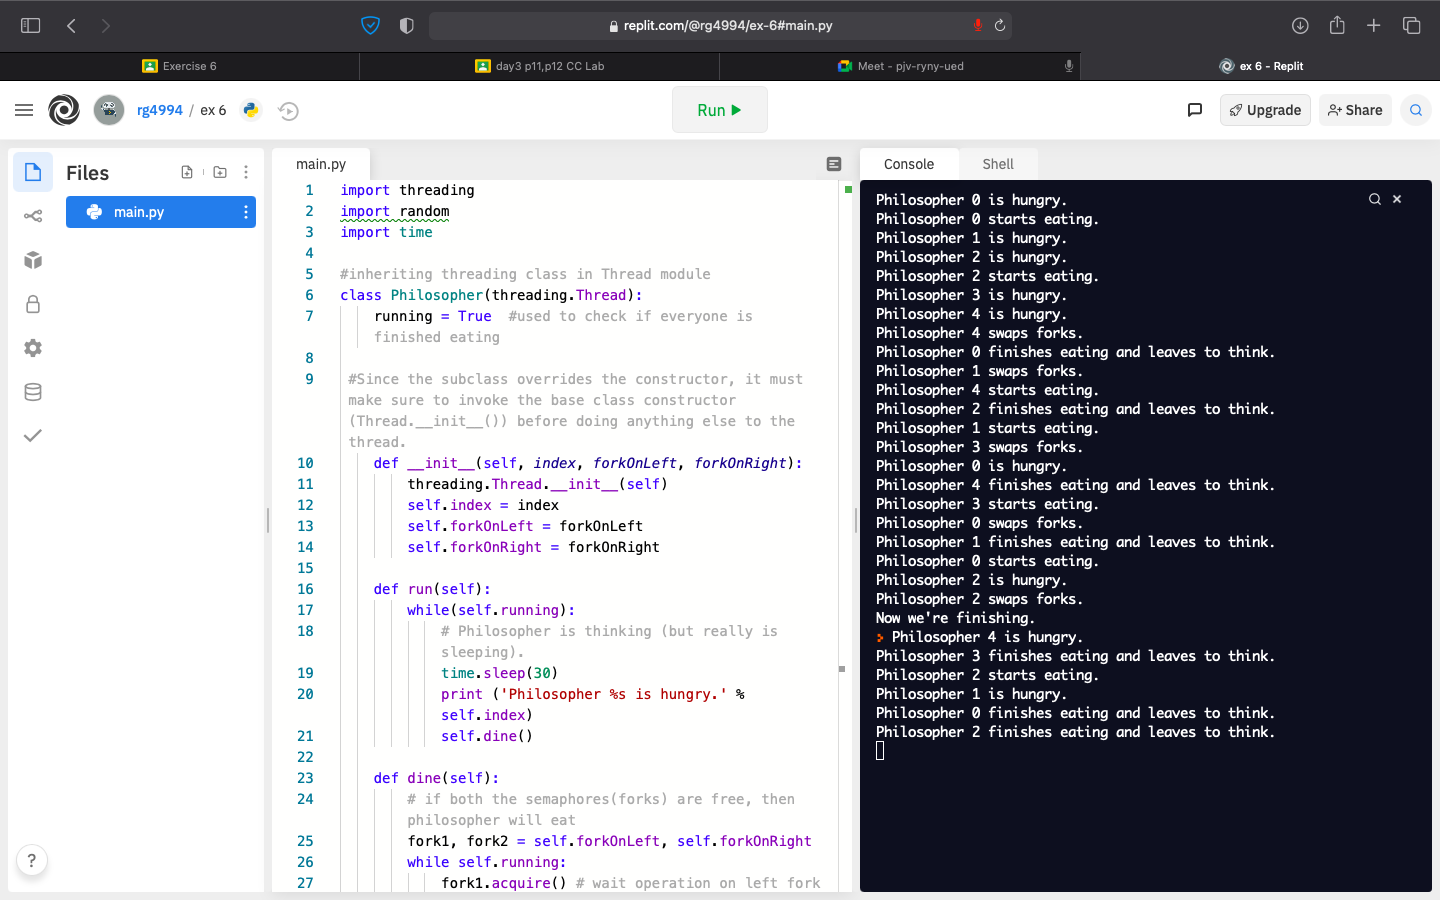 replit.com/@rg4994/ex-6#main.py
Exercise 6
day3 p11,p12 CC Lab
Meet - pjv-ryny-ued
ex 6 - Replit
rg4994 / ex 6
Run
Upgrade
Share
Files
main.py
?
main.py
1 import threading
2 import random
3 import time
4
5 #inheriting threading class in Thread module
6 class Philosopher(threading.Thread):
7 running = True  #used to check if everyone is
finished eating
8
9 #Since the subclass overrides the constructor, it must
make sure to invoke the base class constructor
(Thread.__init__()) before doing anything else to the
thread.
10 def __init__(self, index, forkOnLeft, forkOnRight):
11 threading.Thread.__init__(self)
12 self.index = index
13 self.forkOnLeft = forkOnLeft
14 self.forkOnRight = forkOnRight
15
16 def run(self):
17 while(self.running):
18 # Philosopher is thinking (but really is
sleeping).
19 time.sleep(30)
20 print ('Philosopher %s is hungry.' %
self.index)
21 self.dine()
22
23 def dine(self):
24 # if both the semaphores(forks) are free, then
philosopher will eat
25 fork1, fork2 = self.forkOnLeft, self.forkOnRight
26 while self.running:
27 fork1.acquire() # wait operation on left fork
Console
Shell
Philosopher 0 is hungry.
Philosopher 0 starts eating.
Philosopher 1 is hungry.
Philosopher 2 is hungry.
Philosopher 2 starts eating.
Philosopher 3 is hungry.
Philosopher 4 is hungry.
Philosopher 4 swaps forks.
Philosopher 0 finishes eating and leaves to think.
Philosopher 1 swaps forks.
Philosopher 4 starts eating.
Philosopher 2 finishes eating and leaves to think.
Philosopher 1 starts eating.
Philosopher 3 swaps forks.
Philosopher 0 is hungry.
Philosopher 4 finishes eating and leaves to think.
Philosopher 3 starts eating.
Philosopher 0 swaps forks.
Philosopher 1 finishes eating and leaves to think.
Philosopher 0 starts eating.
Philosopher 2 is hungry.
Philosopher 2 swaps forks.
Now we're finishing.
> Philosopher 4 is hungry.
Philosopher 3 finishes eating and leaves to think.
Philosopher 2 starts eating.
Philosopher 1 is hungry.
Philosopher 0 finishes eating and leaves to think.
Philosopher 2 finishes eating and leaves to think.